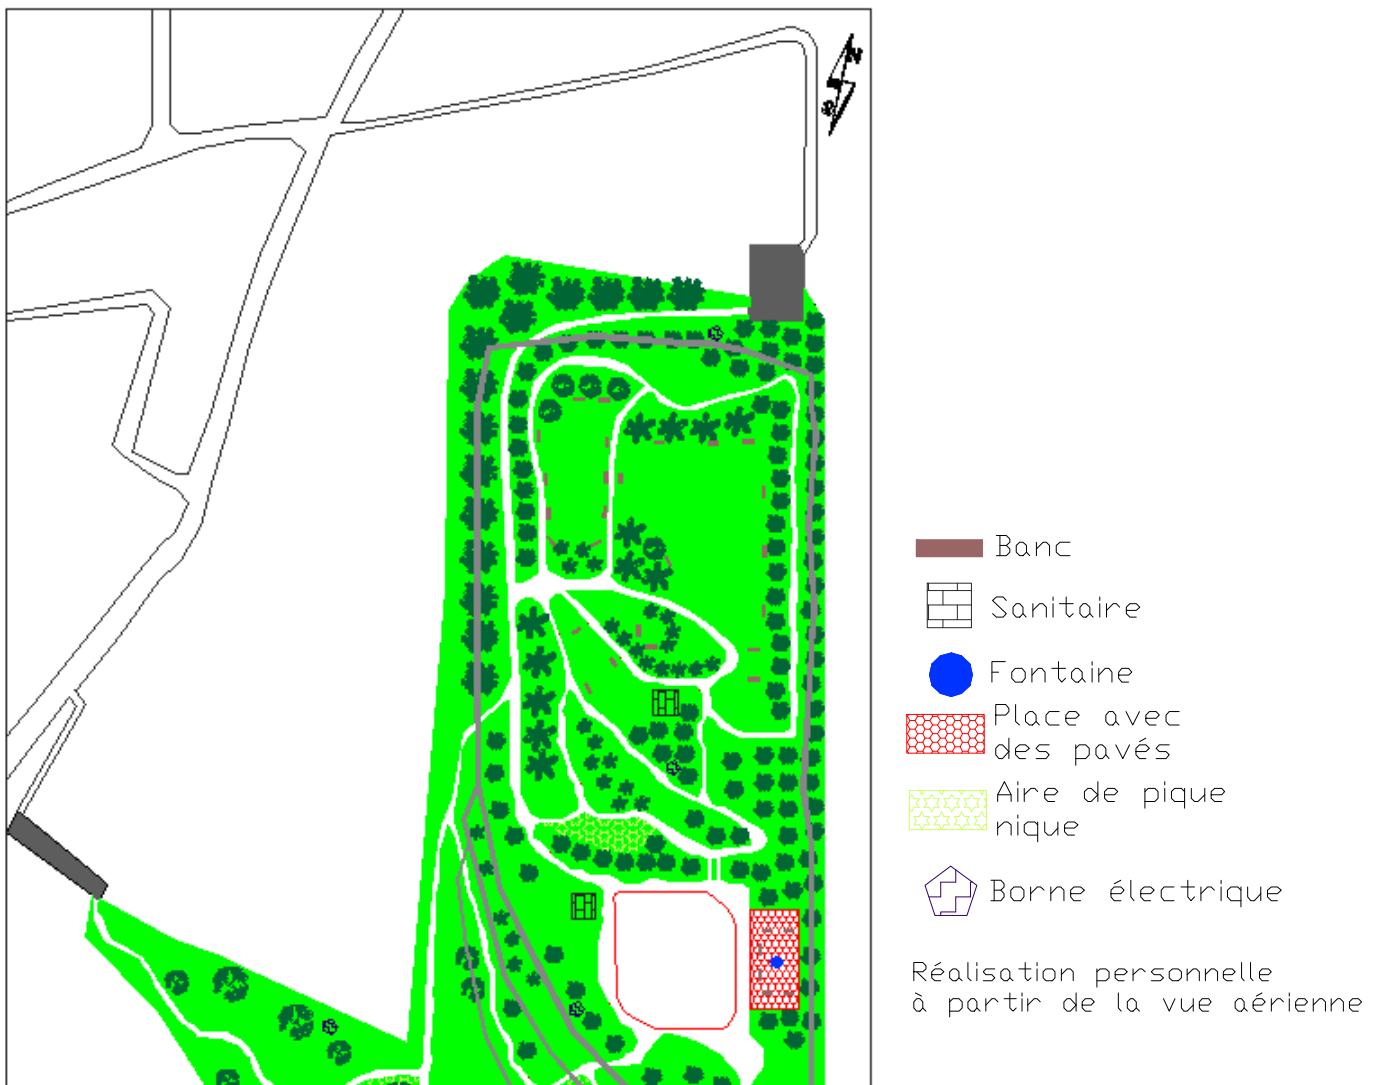 N
S
Banc
Sanitaire
Fontaine
Place avec
des pavés
Aire de pique
nique
Borne électrique
Réalisation personnelle
à partir de la vue aérienne